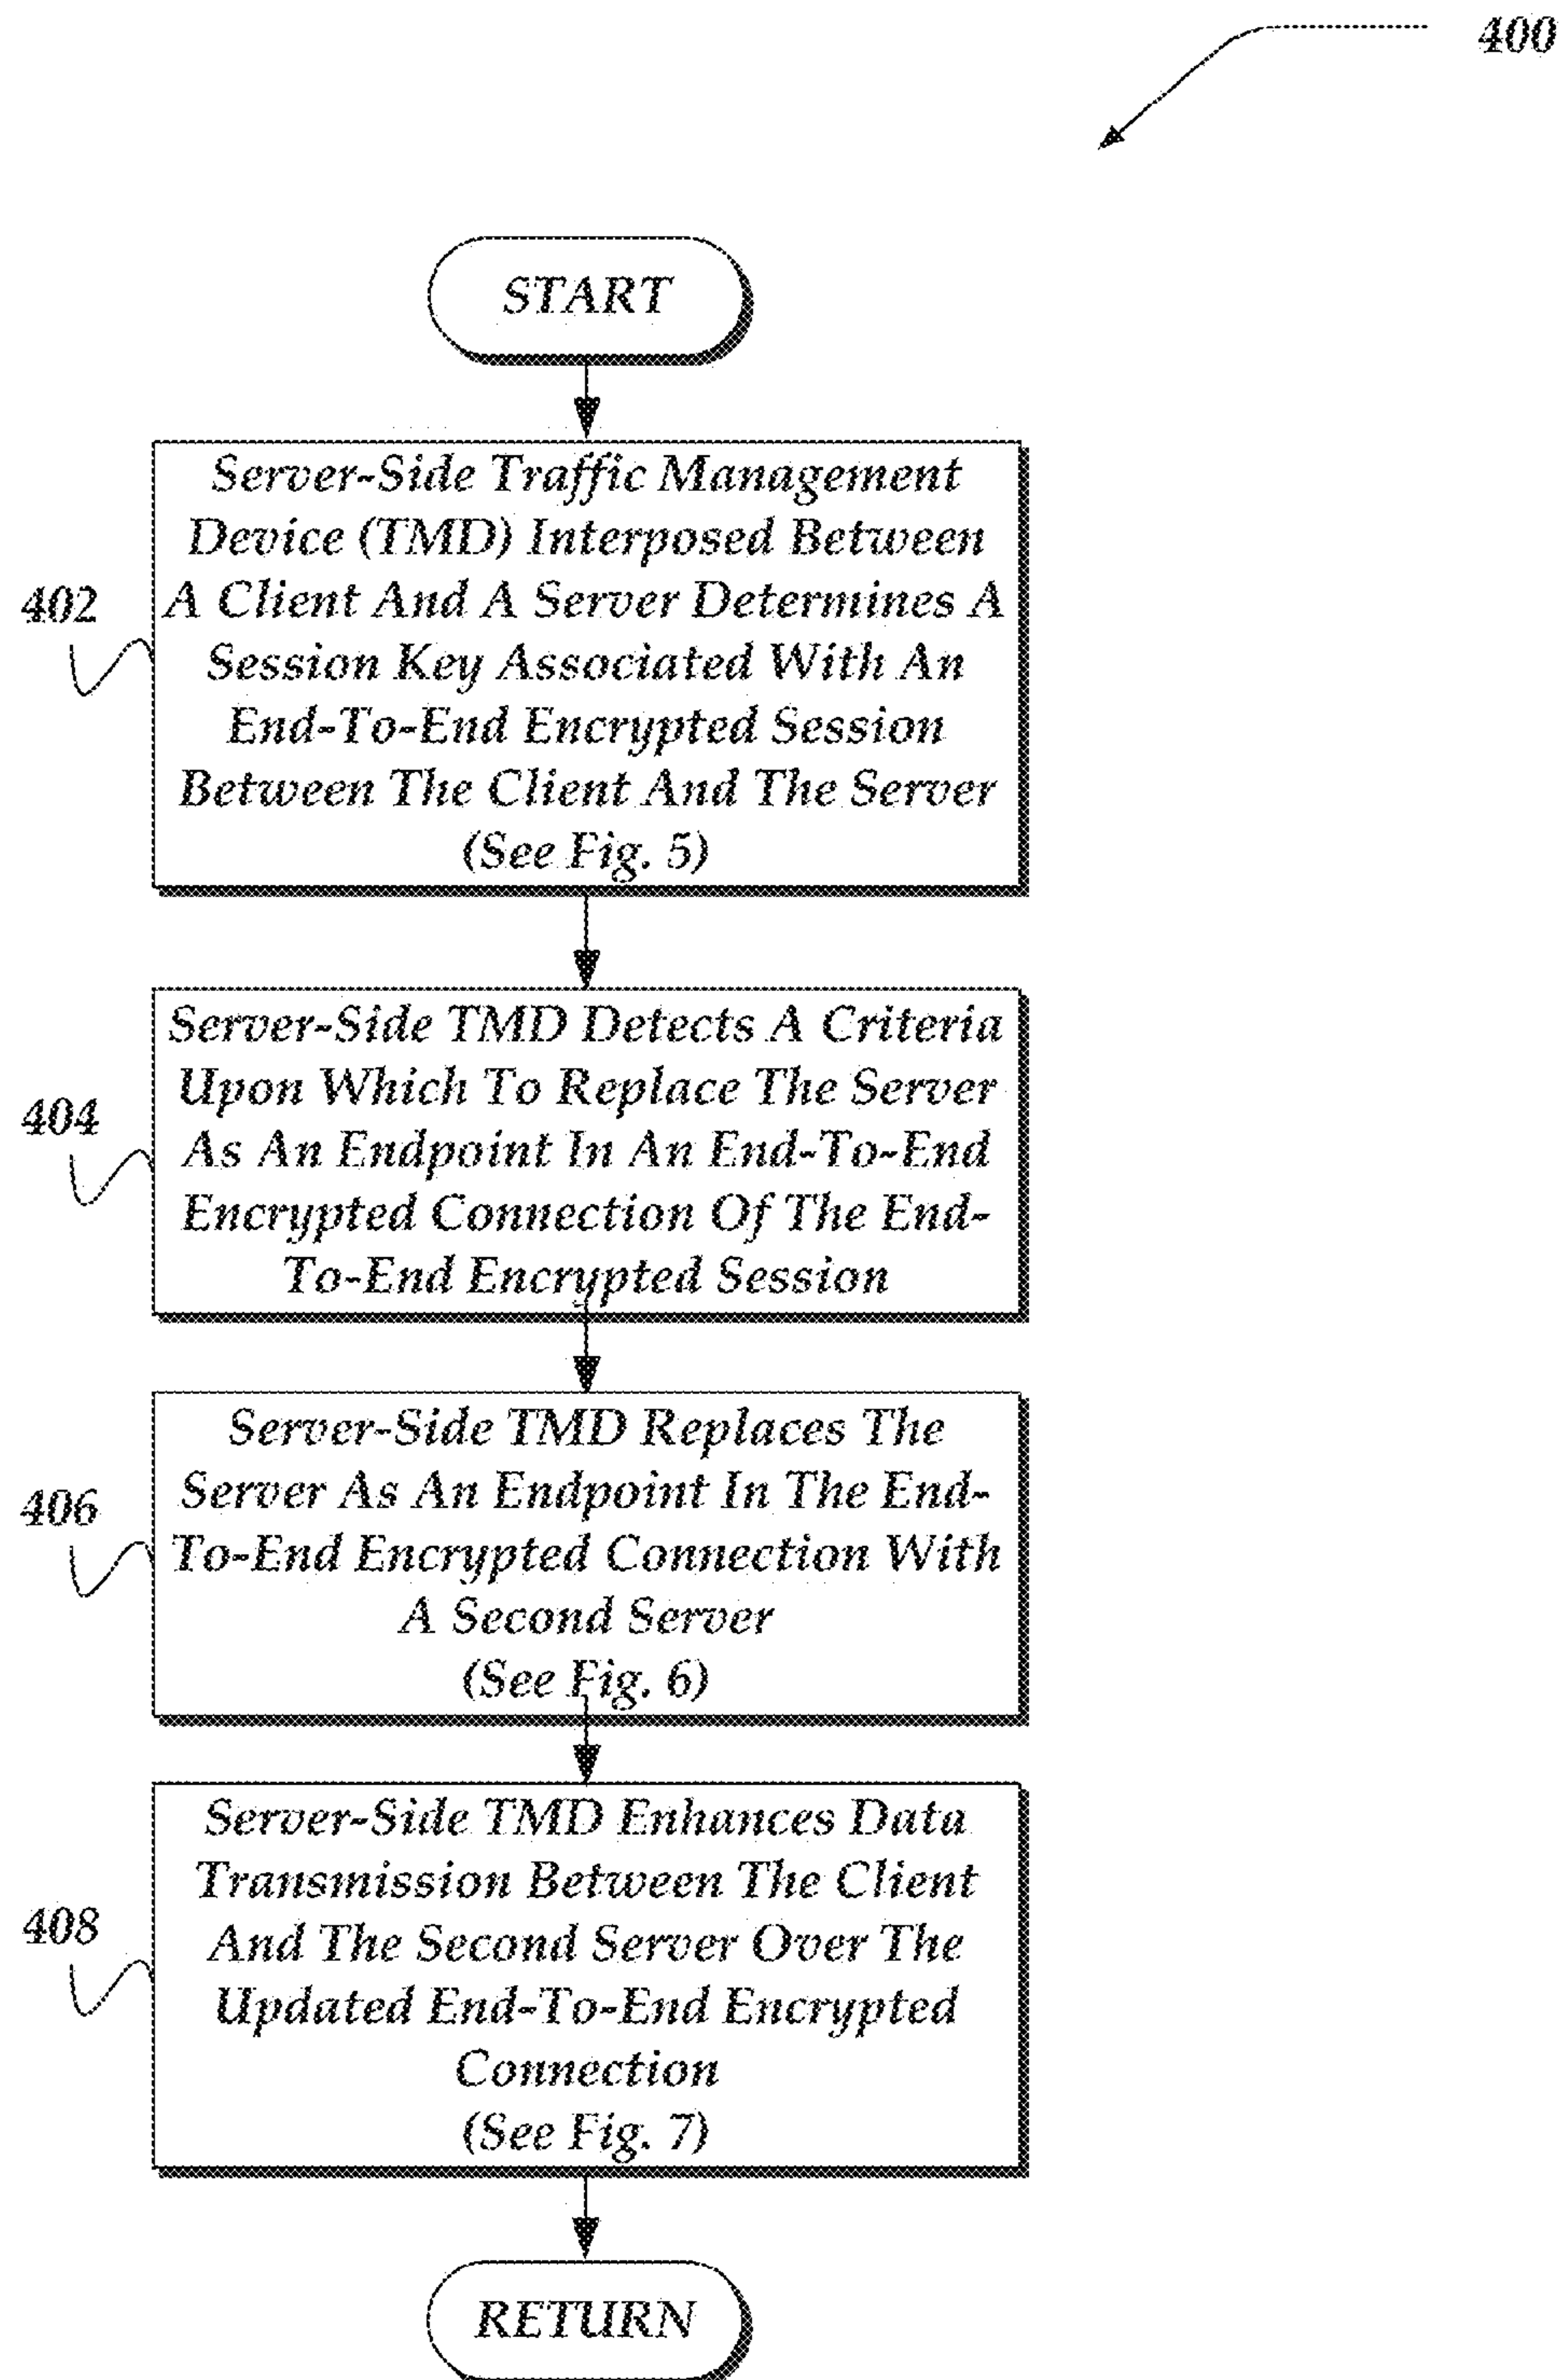 400
START
Server-Side Traffic Management
Device (TMD) Interposed Between
A Client And A Server Determines A
Session Key Associated With An
End-To-End Encrypted Session
Between The Client And The Server
(See Fig. 5)
402
Server-Side TMD Detects A Criteria
Upon Which To Replace The Server
As An Endpoint In An End-To-End
Encrypted Connection Of The End-
To-End Encrypted Session
404
Server-Side TMD Replaces The
Server As An Endpoint In The End-
To-End Encrypted Connection With
A Second Server
(See Fig. 6)
406
Server-Side TMD Enhances Data
Transmission Between The Client
And The Second Server Over The
Updated End-To-End Encrypted
Connection
(See Fig. 7)
408
RETURN